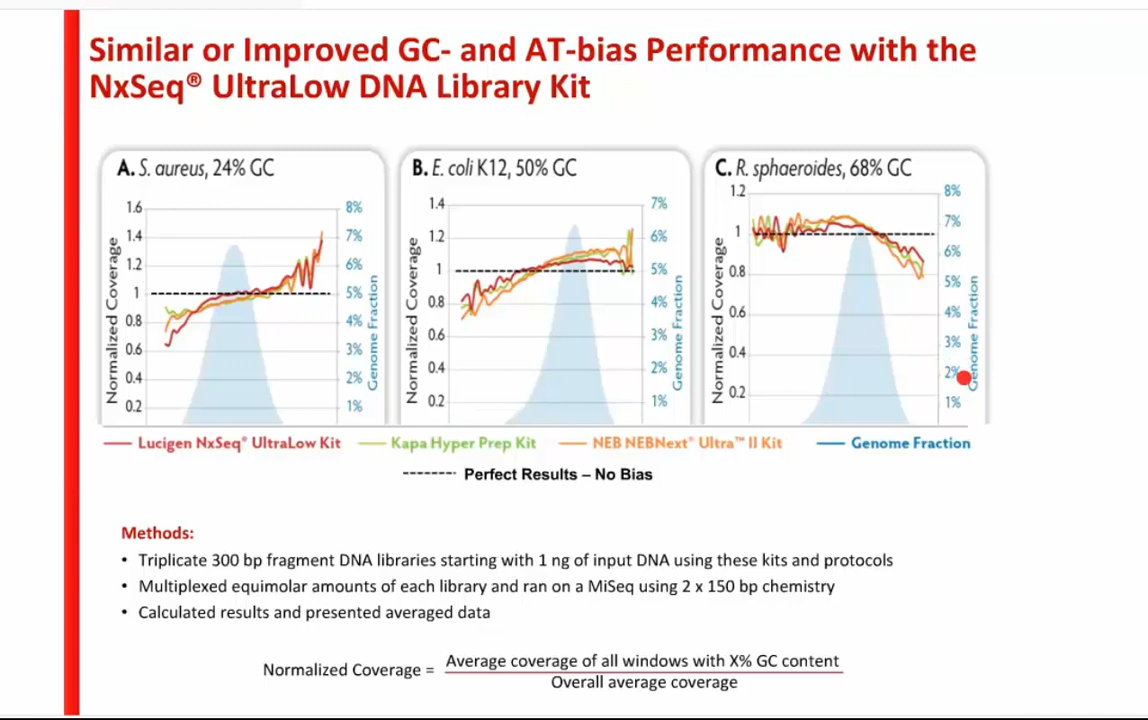 Similar or Improved GC- and AT-bias Performance with the
NxSeq® UltraLow DNA Library Kit
A. S. aureus, 24% GC
1.6
1.4
1.2
1
0.8
0.6
0.4
0.2
Normalized Coverage
8%
7%
6%
5%
4%
3%
2%
1%
Genome Fraction
B. E. coli K12, 50% GC
1.4
1.2
1
0.8
0.6
0.4
0.2
Normalized Coverage
7%
6%
5%
4%
3%
2%
1%
Genome Fraction
C. R. sphaeroides, 68% GC
1.2
1
0.8
0.6
0.4
0.2
Normalized Coverage
8%
7%
6%
5%
4%
3%
2%
1%
Genome Fraction
Lucigen NxSeq® UltraLow Kit
Kapa Hyper Prep Kit
NEB NEBNext® Ultra™ II Kit
Genome Fraction
Perfect Results – No Bias
Methods:
• Triplicate 300 bp fragment DNA libraries starting with 1 ng of input DNA using these kits and protocols
• Multiplexed equimolar amounts of each library and ran on a MiSeq using 2 x 150 bp chemistry
• Calculated results and presented averaged data
Normalized Coverage =
Average coverage of all windows with X% GC content
Overall average coverage